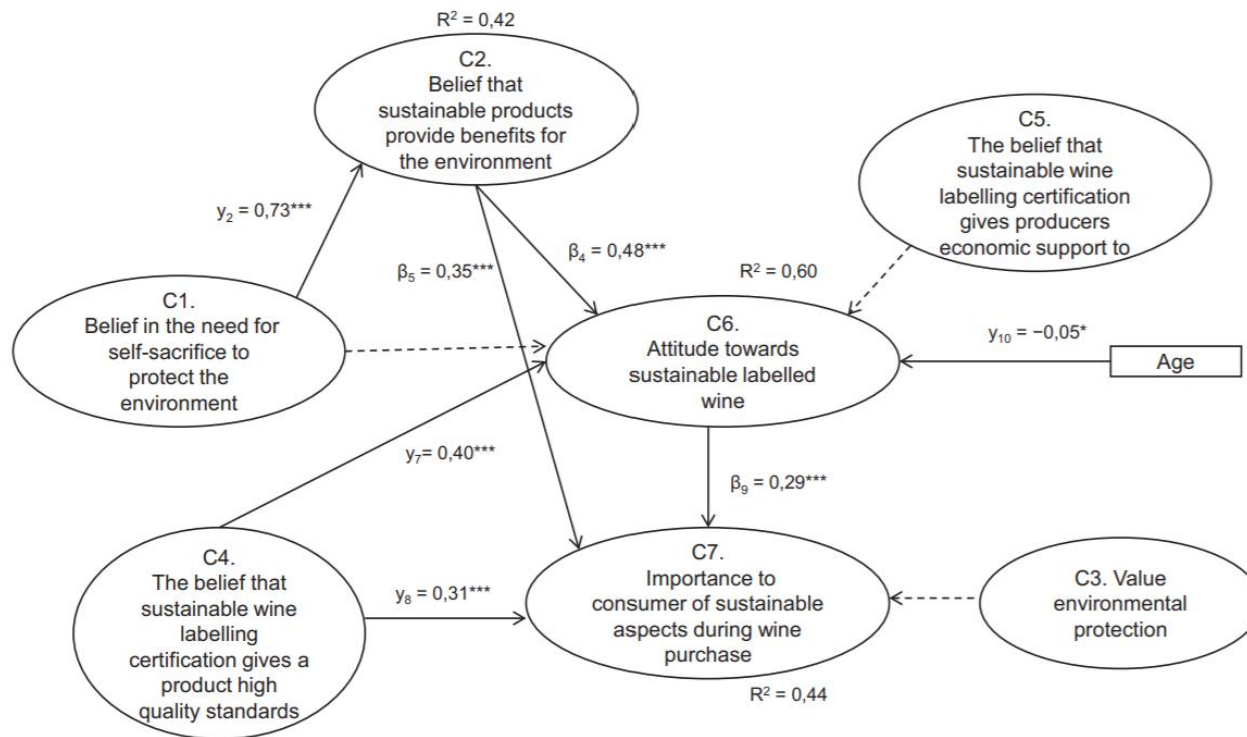 R² = 0,42
C2.
Belief that
sustainable products
provide benefits for
the environment
C5.
The belief that
sustainable wine
labelling certification
gives producers
economic support to
y₂ = 0,73***
β₅ = 0,35***
β₄ = 0,48***
R² = 0,60
C1.
Belief in the need for
self-sacrifice to
protect the
environment
C6.
Attitude towards
sustainable labelled
wine
y₁₀ = −0,05*
Age
y₇= 0,40***
β₉ = 0,29***
C4.
The belief that
sustainable wine
labelling
certification gives a
product high
quality standards
y₈ = 0,31***
C7.
Importance to
consumer of sustainable
aspects during wine
purchase
C3. Value
environmental
protection
R² = 0,44